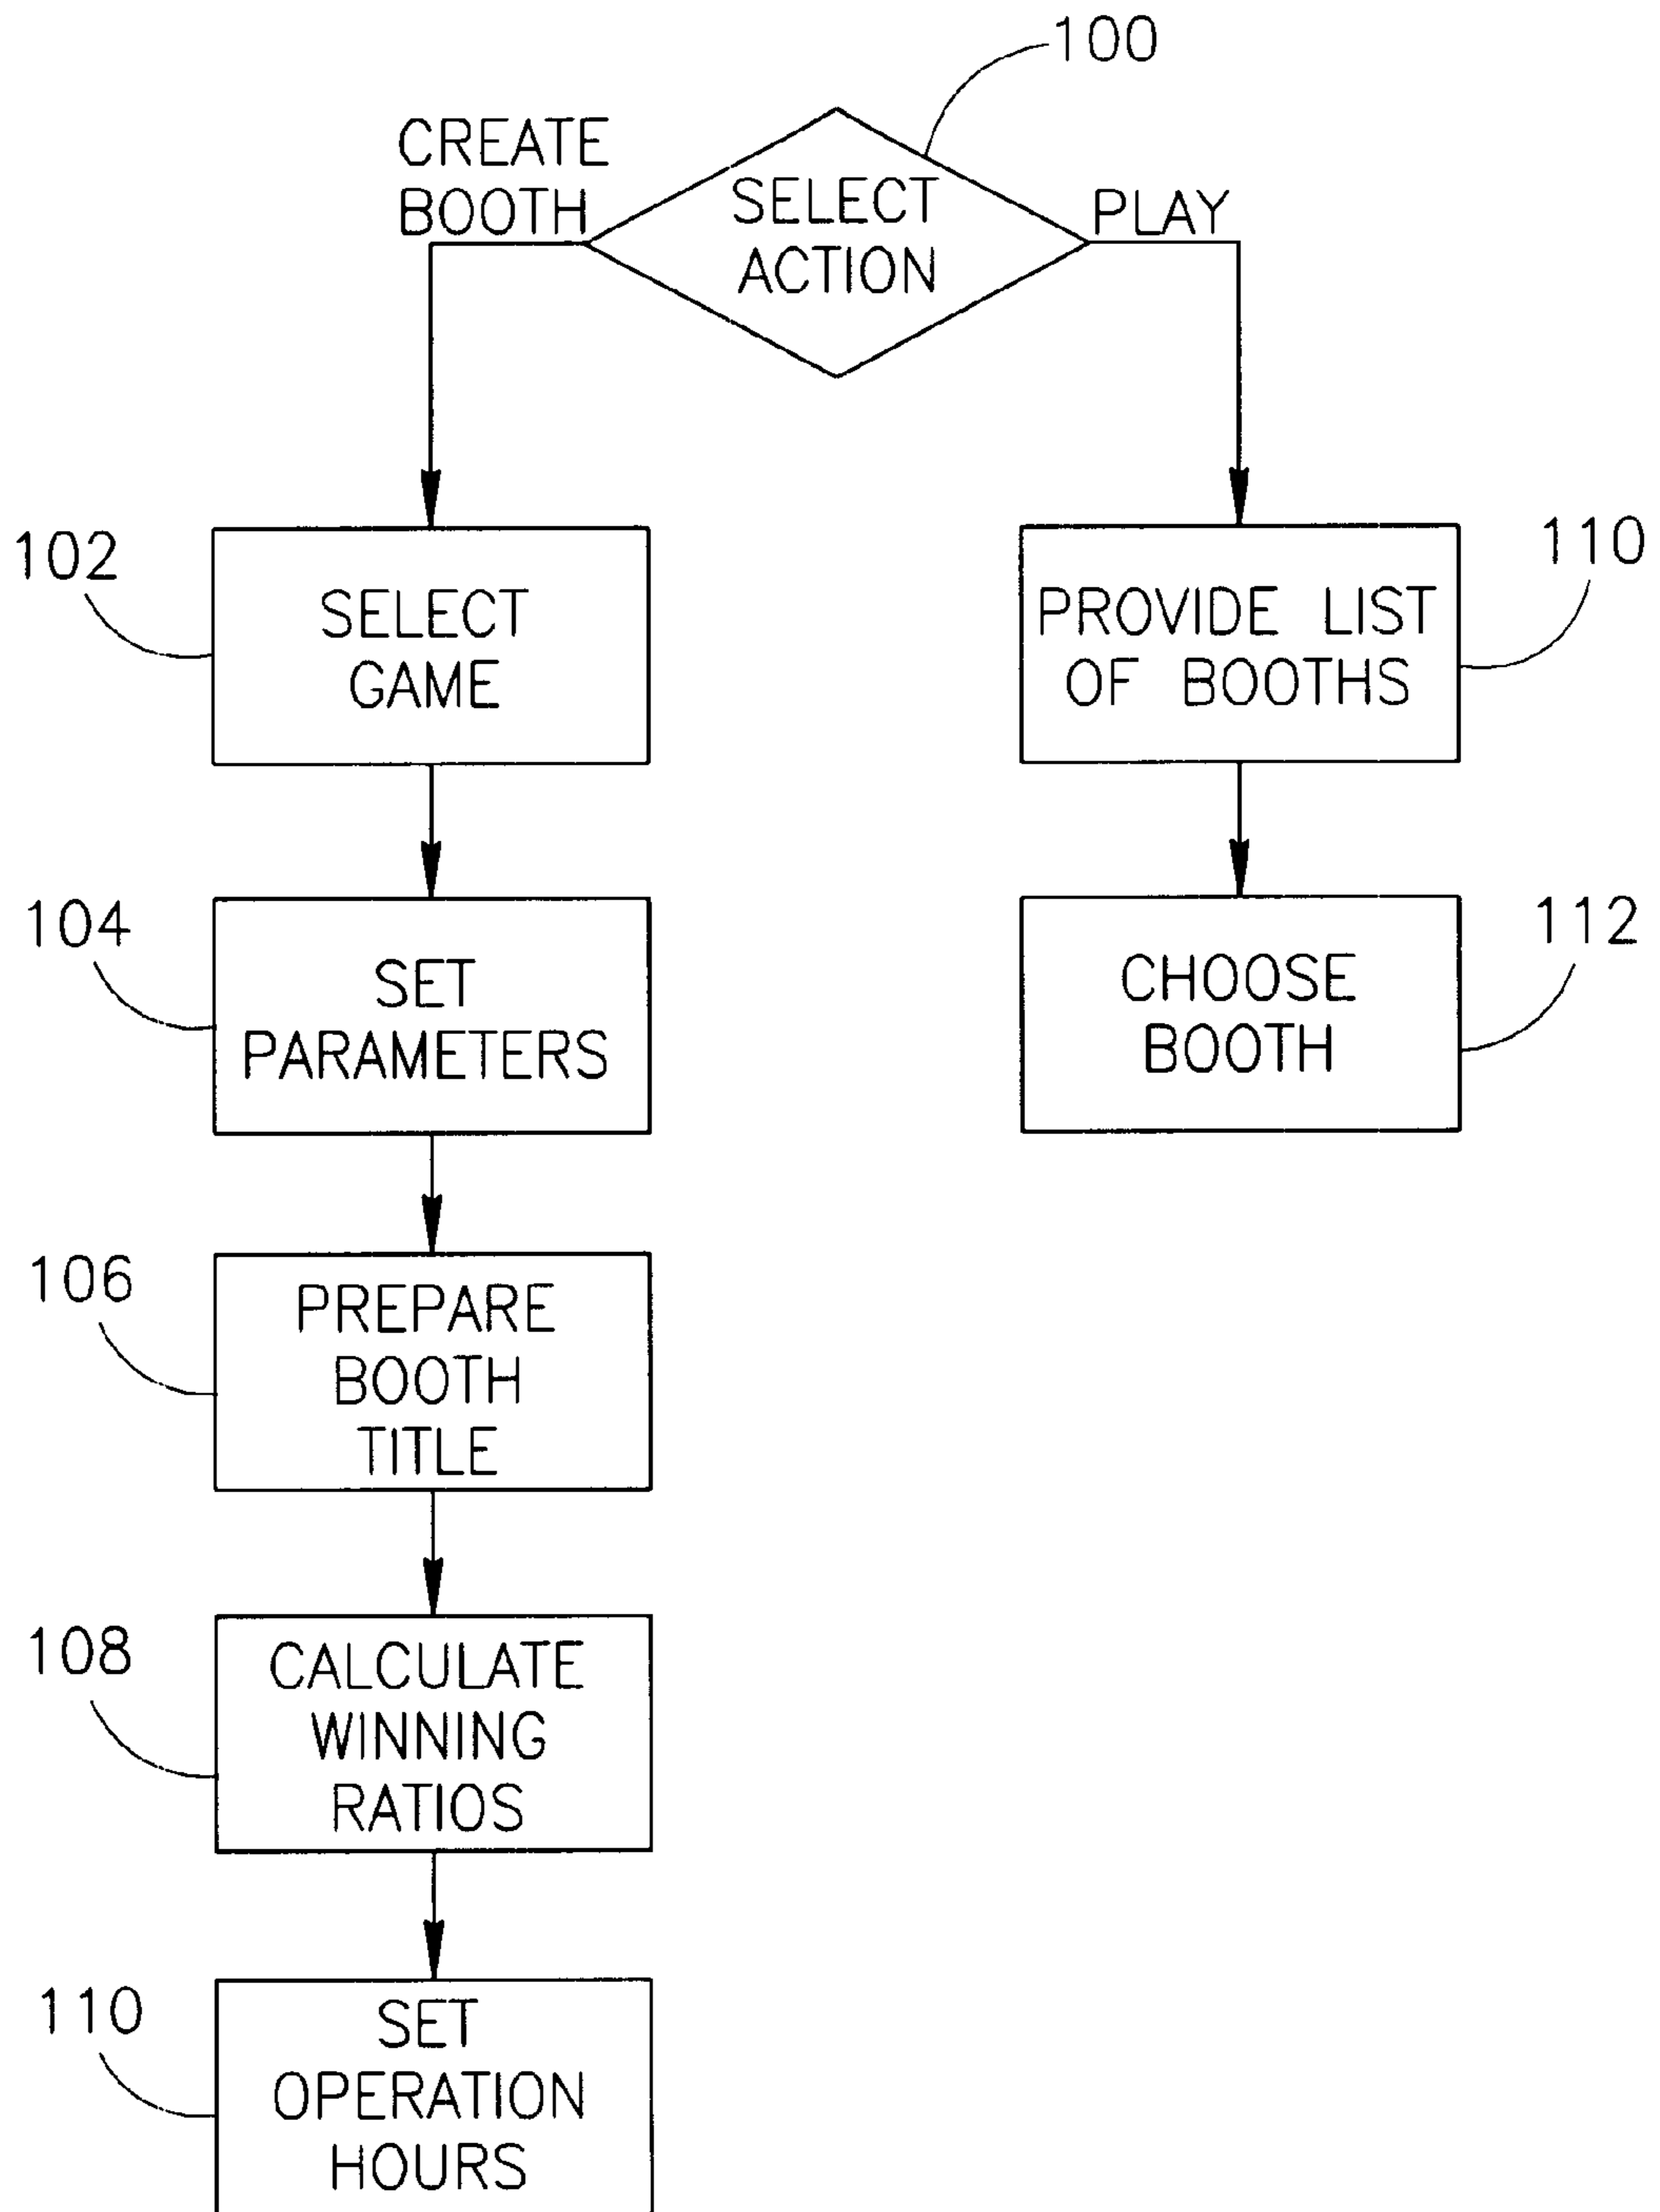 100
CREATE
BOOTH
SELECT
ACTION
PLAY
102
SELECT
GAME
110
PROVIDE LIST
OF BOOTHS
104
SET
PARAMETERS
112
CHOOSE
BOOTH
106
PREPARE
BOOTH
TITLE
108
CALCULATE
WINNING
RATIOS
110
SET
OPERATION
HOURS